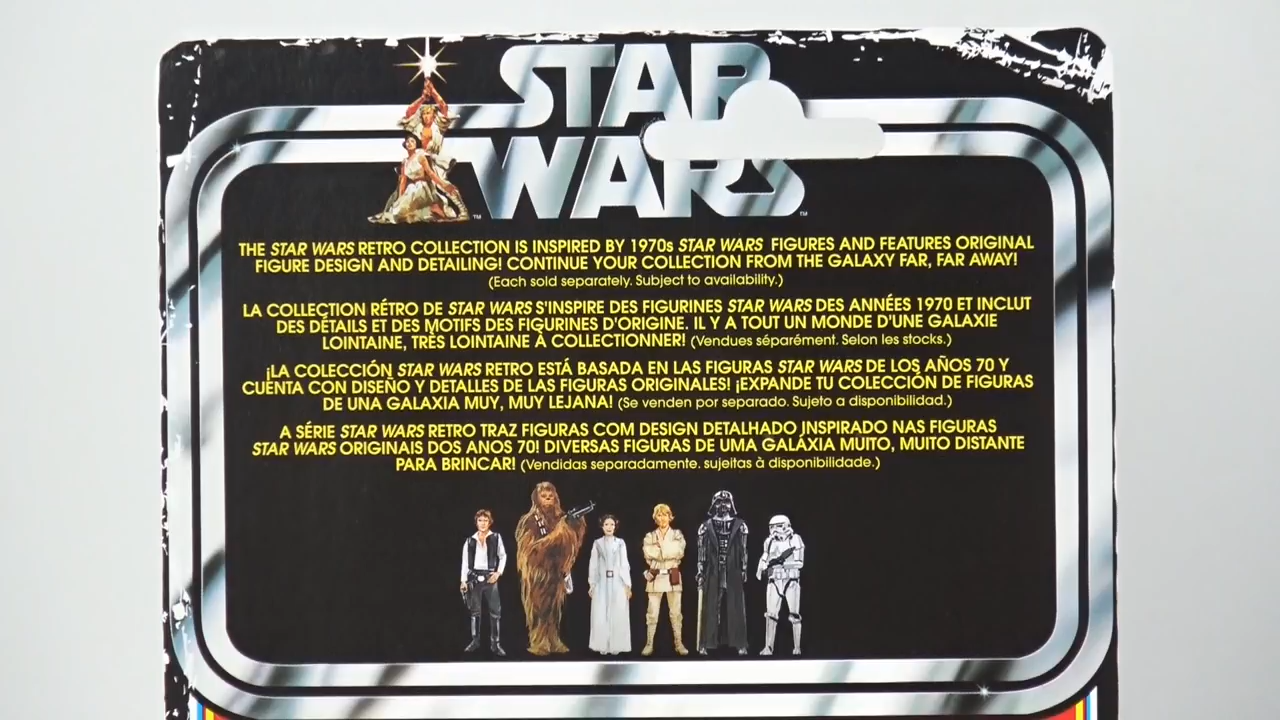 STAR
WARS
™
™
THE STAR WARS RETRO COLLECTION IS INSPIRED BY 1970s STAR WARS FIGURES AND FEATURES ORIGINAL
FIGURE DESIGN AND DETAILING! CONTINUE YOUR COLLECTION FROM THE GALAXY FAR, FAR AWAY!
(Each sold separately. Subject to availability.)
LA COLLECTION RÉTRO DE STAR WARS S'INSPIRE DES FIGURINES STAR WARS DES ANNÉES 1970 ET INCLUT
DES DÉTAILS ET DES MOTIFS DES FIGURINES D'ORIGINE. IL Y A TOUT UN MONDE D'UNE GALAXIE
LOINTAINE, TRÈS LOINTAINE À COLLECTIONNER! (Vendues séparément. Selon les stocks.)
¡LA COLECCIÓN STAR WARS RETRO ESTÁ BASADA EN LAS FIGURAS STAR WARS DE LOS AÑOS 70 Y
CUENTA CON DISEÑO Y DETALLES DE LAS FIGURAS ORIGINALES! ¡EXPANDE TU COLECCIÓN DE FIGURAS
DE UNA GALAXIA MUY, MUY LEJANA! (Se venden por separado. Sujeto a disponibilidad.)
A SÉRIE STAR WARS RETRO TRAZ FIGURAS COM DESIGN DETALHADO INSPIRADO NAS FIGURAS
STAR WARS ORIGINAIS DOS ANOS 70! DIVERSAS FIGURAS DE UMA GALÁXIA MUITO, MUITO DISTANTE
PARA BRINCAR! (Vendidas separadamente. sujeitas à disponibilidade.)